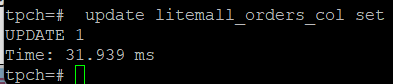 tpch=#  update litemall_orders_col set
UPDATE 1
Time: 31.939 ms
tpch=#